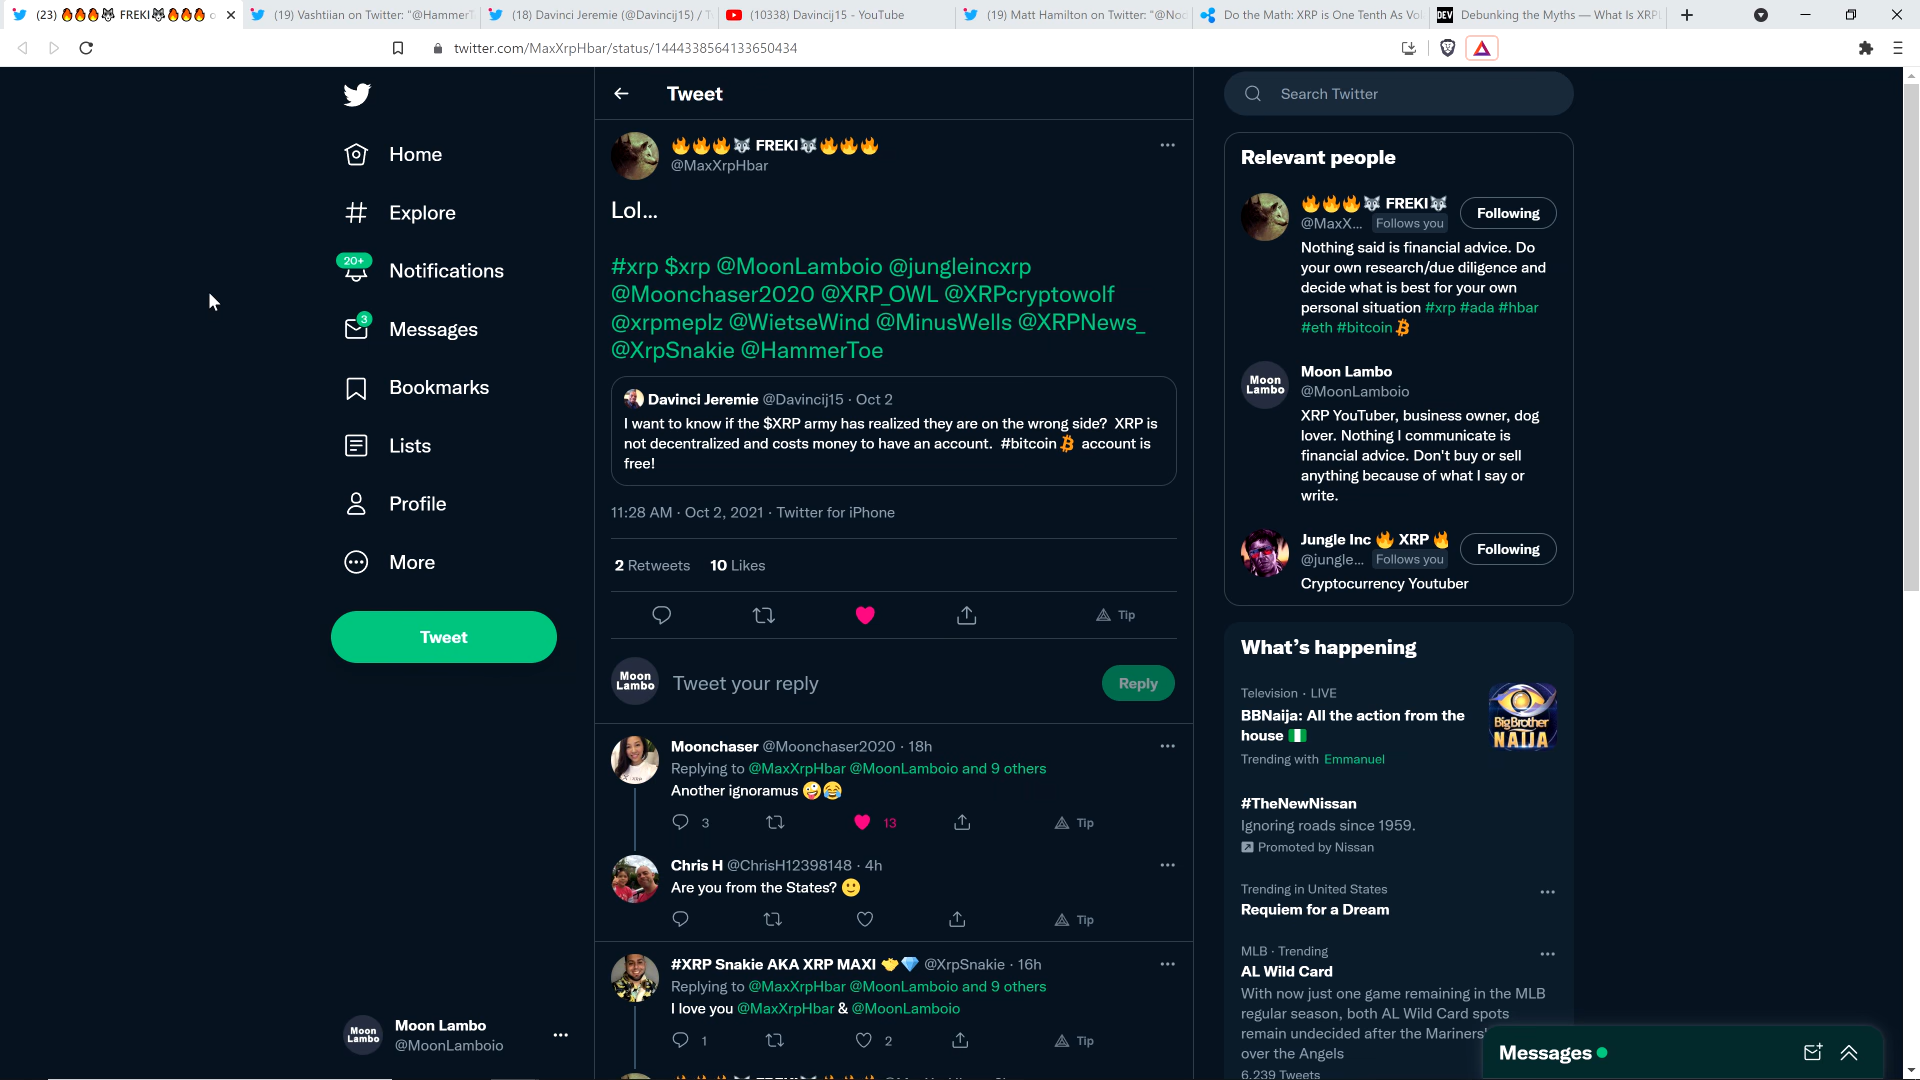 (23) 🔥🔥🔥🐺 FREKI🐺🔥🔥🔥
(19) Vashtiian on Twitter: "@HammerT
(18) Davinci Jeremie (@Davincij15) / T
(10338) Davincij15 - YouTube
(19) Matt Hamilton on Twitter: "@Noc
Do the Math: XRP is One Tenth As Vol
DEV Debunking the Myths — What Is XRPL
twitter.com/MaxXrpHbar/status/1444338564133650434
Home
Explore
20+
Notifications
3
Messages
Bookmarks
Lists
Profile
More
Tweet
Moon Lambo
Moon Lambo
@MoonLamboio
Tweet
🔥🔥🔥🐺 FREKI🐺🔥🔥🔥
@MaxXrpHbar
Lol...
#xrp $xrp @MoonLamboio @jungleincxrp
@Moonchaser2020 @XRP_OWL @XRPcryptowolf
@xrpmeplz @WietseWind @MinusWells @XRPNews_
@XrpSnakie @HammerToe
Davinci Jeremie @Davincij15 · Oct 2
I want to know if the $XRP army has realized they are on the wrong side? XRP is
not decentralized and costs money to have an account. #bitcoin account is
free!
11:28 AM · Oct 2, 2021 · Twitter for iPhone
2 Retweets 10 Likes
Tip
Moon Lambo
Tweet your reply
Reply
Moonchaser @Moonchaser2020 · 18h
Replying to @MaxXrpHbar @MoonLamboio and 9 others
Another ignoramus 🤪😂
3 13 Tip
Chris H @ChrisH12398148 · 4h
Are you from the States? 🙂
Tip
#XRP Snakie AKA XRP MAXI 🤝💎 @XrpSnakie · 16h
Replying to @MaxXrpHbar @MoonLamboio and 9 others
I love you @MaxXrpHbar & @MoonLamboio
1 2 Tip
Search Twitter
Relevant people
🔥🔥🔥🐺 FREKI🐺
@MaxX... Follows you
Following
Nothing said is financial advice. Do
your own research/due diligence and
decide what is best for your own
personal situation #xrp #ada #hbar
#eth #bitcoin
Moon Lambo
Moon Lambo
@MoonLamboio
XRP YouTuber, business owner, dog
lover. Nothing I communicate is
financial advice. Don't buy or sell
anything because of what I say or
write.
Jungle Inc 🔥 XRP 🔥
@jungle... Follows you
Following
Cryptocurrency Youtuber
What's happening
Television · LIVE
BBNaija: All the action from the
house 🇳🇬
Trending with Emmanuel
BigBrother
NAIJA
#TheNewNissan
Ignoring roads since 1959.
Promoted by Nissan
Trending in United States
Requiem for a Dream
MLB · Trending
AL Wild Card
With now just one game remaining in the MLB
regular season, both AL Wild Card spots
remain undecided after the Mariners'
over the Angels
6,239 Tweets
Messages